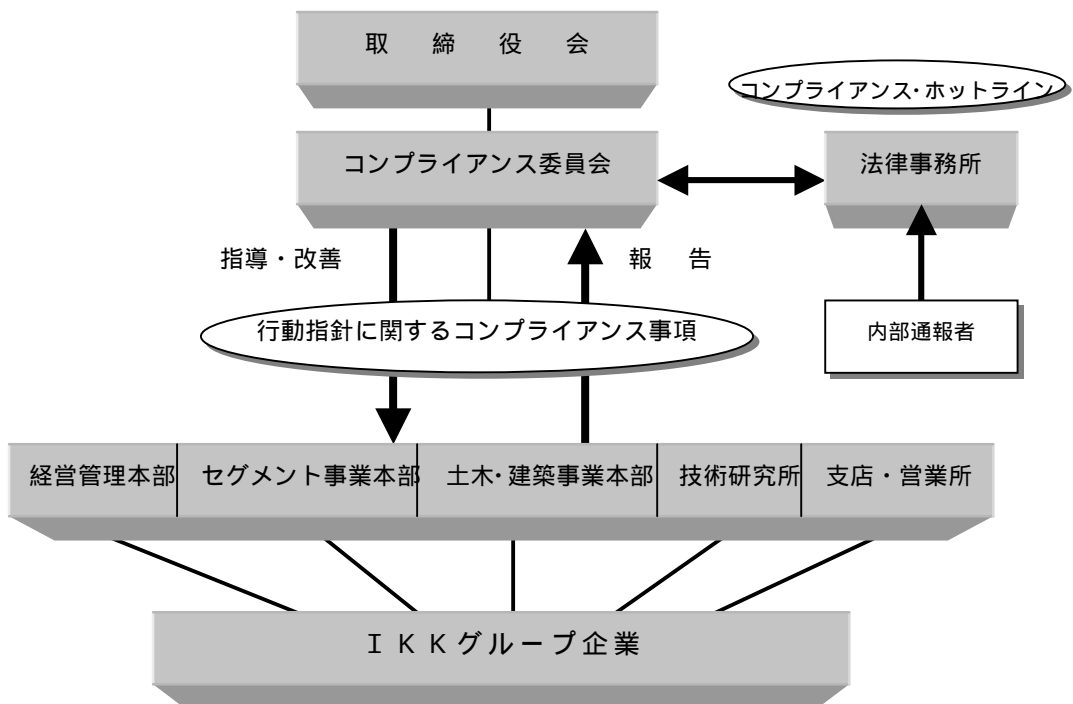 取 締 役 会
コンプライアンス・ホットライン
コンプライアンス委員会
法律事務所
指導・改善
報 告
行動指針に関するコンプライアンス事項
内部通報者
経営管理本部
セグメント事業本部
土木・建築事業本部
技術研究所
支店・営業所
ＩＫＫグループ企業